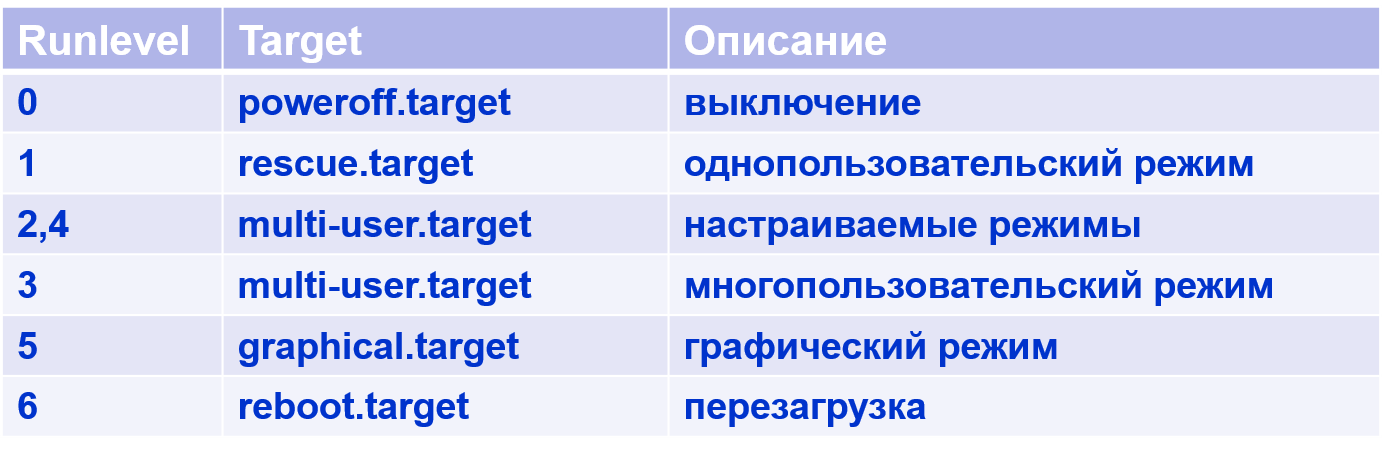 Runlevel Target Описание
0 poweroff.target выключение
1 rescue.target однопользовательский режим
2,4 multi-user.target настраиваемые режимы
3 multi-user.target многопользовательский режим
5 graphical.target графический режим
6 reboot.target перезагрузка